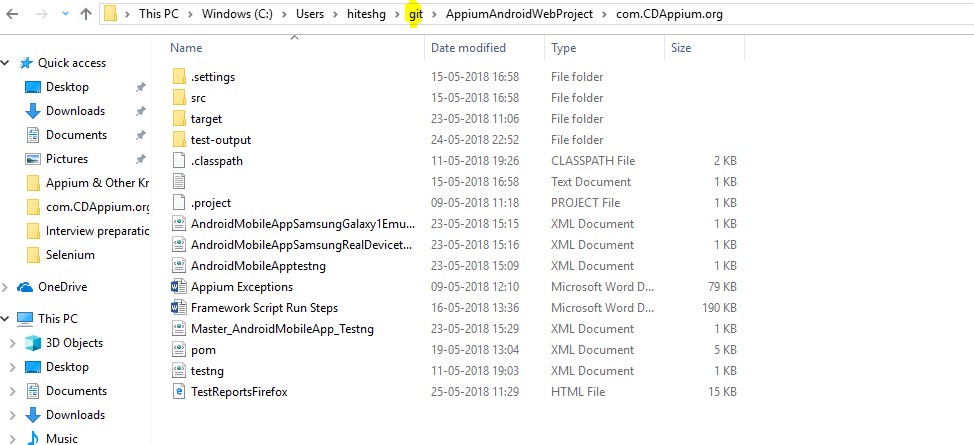 This PC > Windows (C:) > Users > hiteshg > git > AppiumAndroidWebProject > com.CDAppium.org
Name Date modified Type Size
Quick access
Desktop
Downloads
Documents
Pictures
Appium & Other Kr
com.CDAppium.org
Interview preparatio
Selenium
OneDrive
This PC
3D Objects
Desktop
Documents
Downloads
Music
.settings 15-05-2018 16:58 File folder
src 15-05-2018 16:58 File folder
target 23-05-2018 11:06 File folder
test-output 24-05-2018 22:52 File folder
.classpath 11-05-2018 19:26 CLASSPATH File 2 KB
15-05-2018 16:58 Text Document 1 KB
.project 09-05-2018 11:18 PROJECT File 1 KB
AndroidMobileAppSamsungGalaxy1Emu... 23-05-2018 15:15 XML Document 1 KB
AndroidMobileAppSamsungRealDevicet... 23-05-2018 15:16 XML Document 1 KB
AndroidMobileApptestng 23-05-2018 15:09 XML Document 1 KB
Appium Exceptions 09-05-2018 12:10 Microsoft Word D... 79 KB
Framework Script Run Steps 16-05-2018 13:36 Microsoft Word D... 190 KB
Master_AndroidMobileApp_Testng 23-05-2018 15:29 XML Document 1 KB
pom 19-05-2018 13:04 XML Document 5 KB
testng 11-05-2018 19:03 XML Document 1 KB
TestReportsFirefox 25-05-2018 11:29 HTML File 15 KB